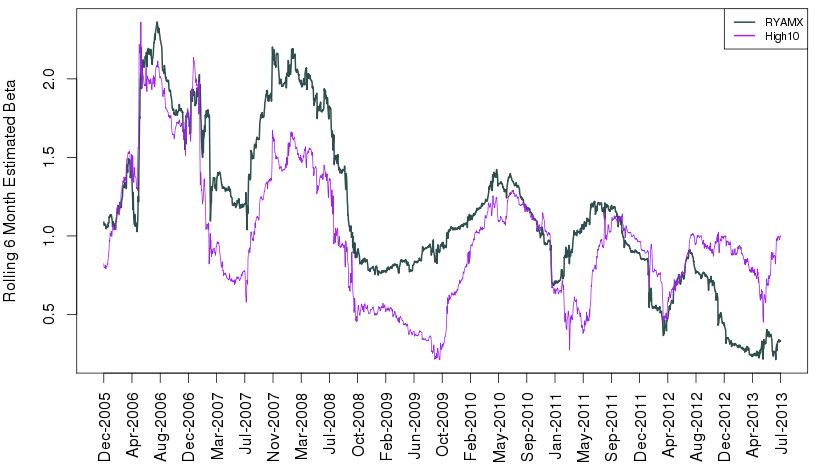 RYAMX
High10
Rolling 6 Month Estimated Beta
2.0
1.5
1.0
0.5
Dec-2005
Apr-2006
Aug-2006
Dec-2006
Mar-2007
Jul-2007
Nov-2007
Mar-2008
Jul-2008
Oct-2008
Feb-2009
Jun-2009
Oct-2009
Feb-2010
May-2010
Sep-2010
Jan-2011
May-2011
Sep-2011
Dec-2011
Apr-2012
Aug-2012
Dec-2012
Apr-2013
Jul-2013